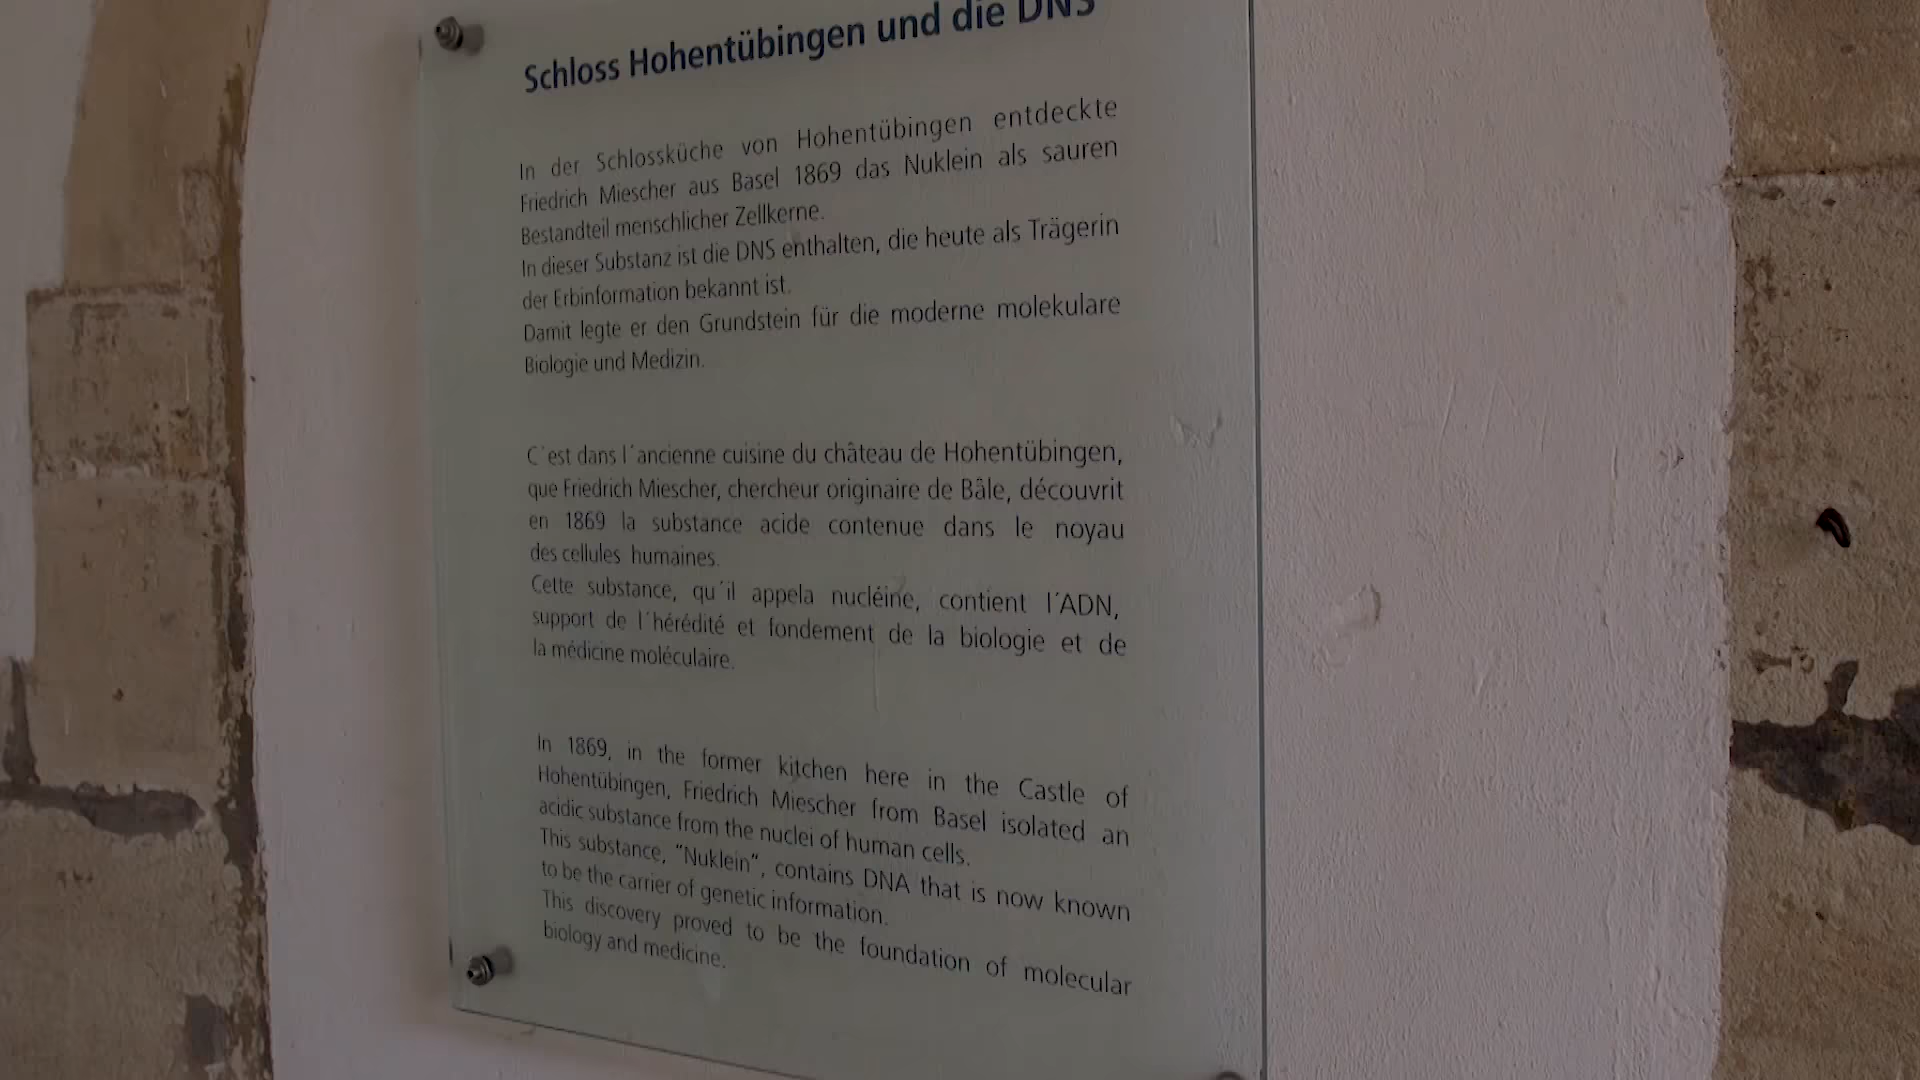 Schloss Hohentübingen und die DNS
In der Schlossküche von Hohentübingen entdeckte
Friedrich Miescher aus Basel 1869 das Nuklein als sauren
Bestandteil menschlicher Zellkerne.
In dieser Substanz ist die DNS enthalten, die heute als Trägerin
der Erbinformation bekannt ist.
Damit legte er den Grundstein für die moderne molekulare
Biologie und Medizin.
C´est dans l´ancienne cuisine du château de Hohentübingen,
que Friedrich Miescher, chercheur originaire de Bâle, découvrit
en 1869 la substance acide contenue dans le noyau
des cellules humaines.
Cette substance, qu´il appela nucléine, contient l´ADN,
support de l´hérédité et fondement de la biologie et de
la médicine moléculaire.
In 1869, in the former kitchen here in the Castle of
Hohentübingen, Friedrich Miescher from Basel isolated an
acidic substance from the nuclei of human cells.
This substance, “Nuklein”, contains DNA that is now known
to be the carrier of genetic information.
This discovery proved to be the foundation of molecular
biology and medicine.